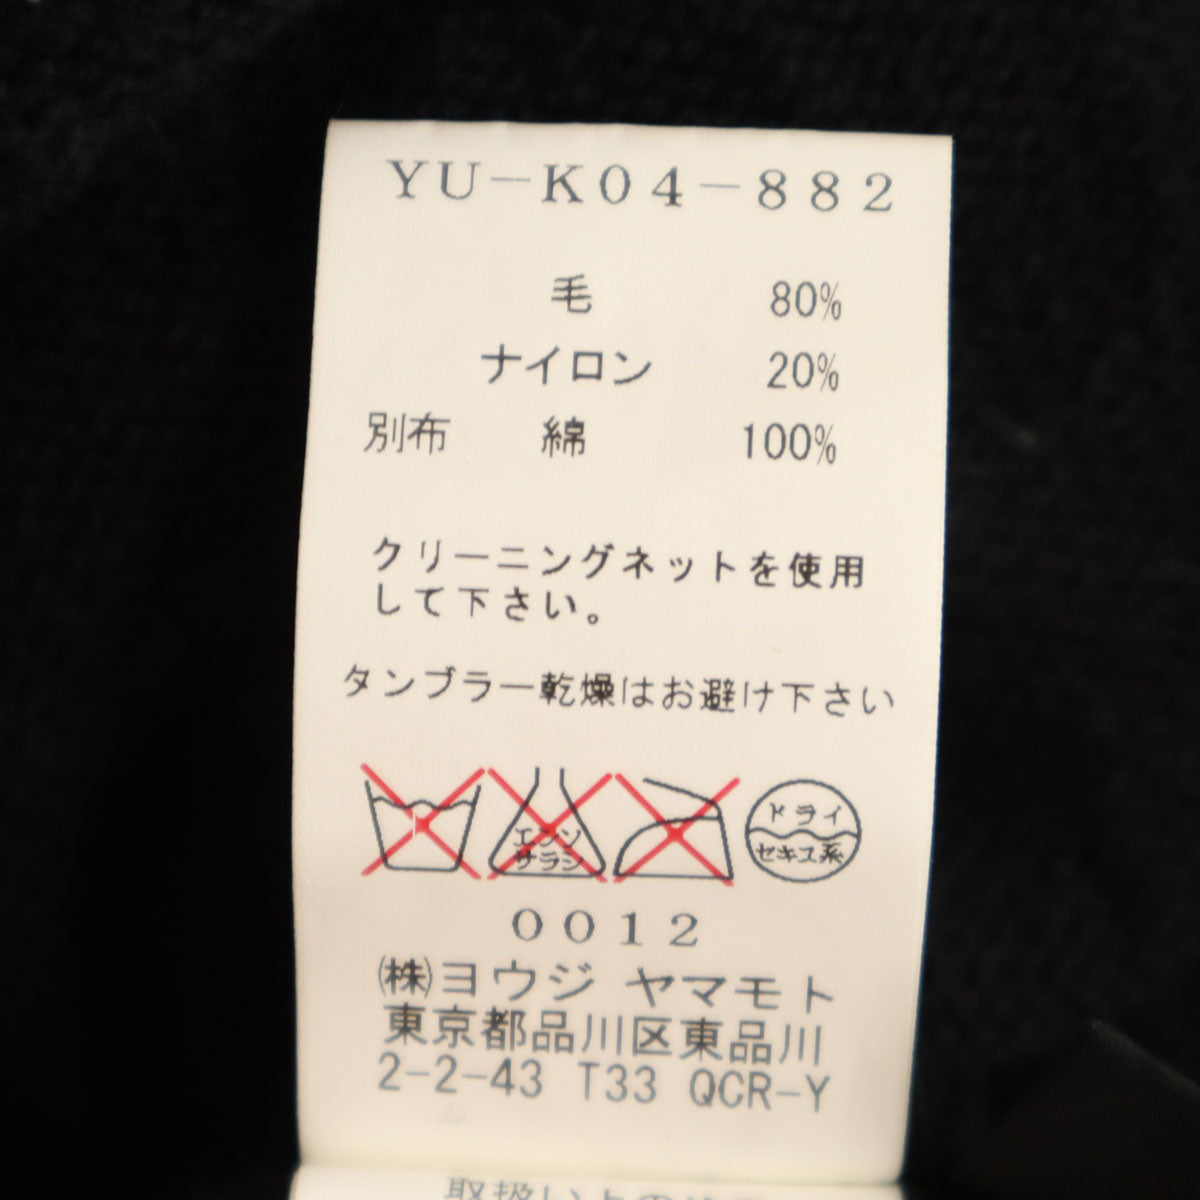 YU-K04-882
毛 80%
ナイロン 20%
別布 綿 100%
クリーニングネットを使用
して下さい。
タンブラー乾燥はお避け下さい
エンソ
サラシ
ドライ
セキユ系
0012
㈱ヨウジ ヤマモト
東京都品川区東品川
2-2-43 T33 QCR-Y